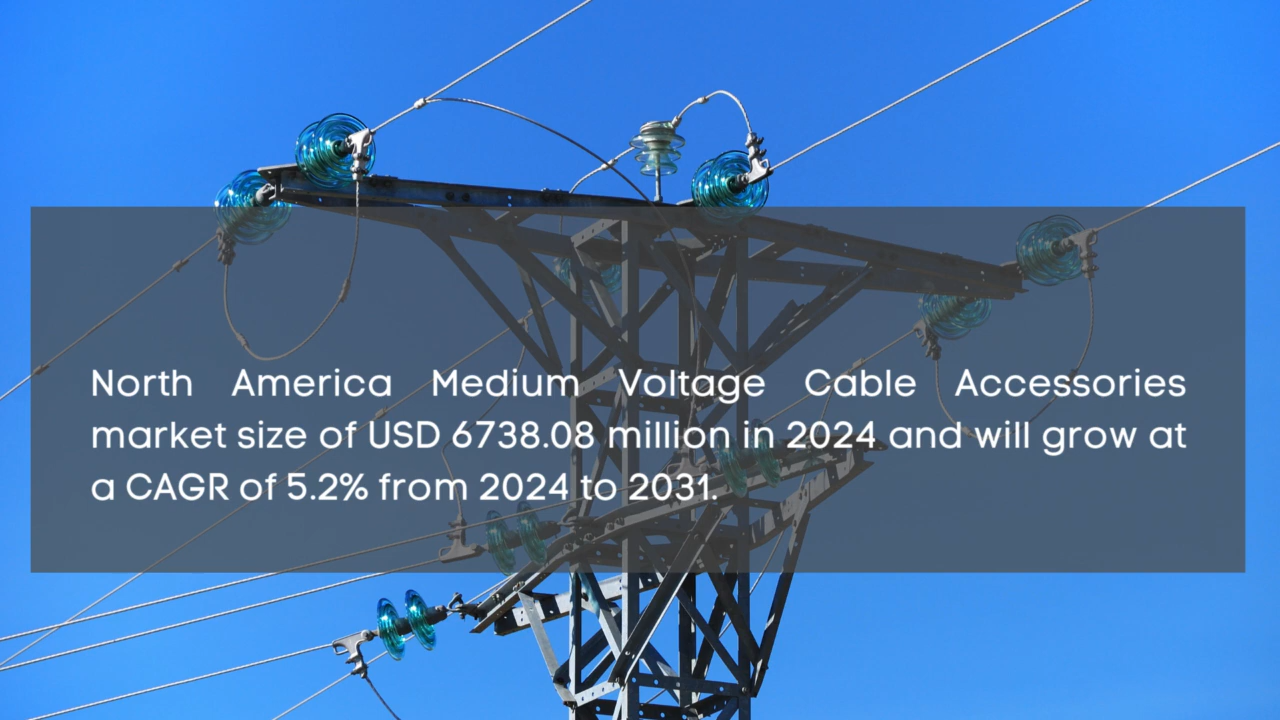 North America Medium Voltage Cable Accessories
market size of USD 6738.08 million in 2024 and will grow at
a CAGR of 5.2% from 2024 to 2031.